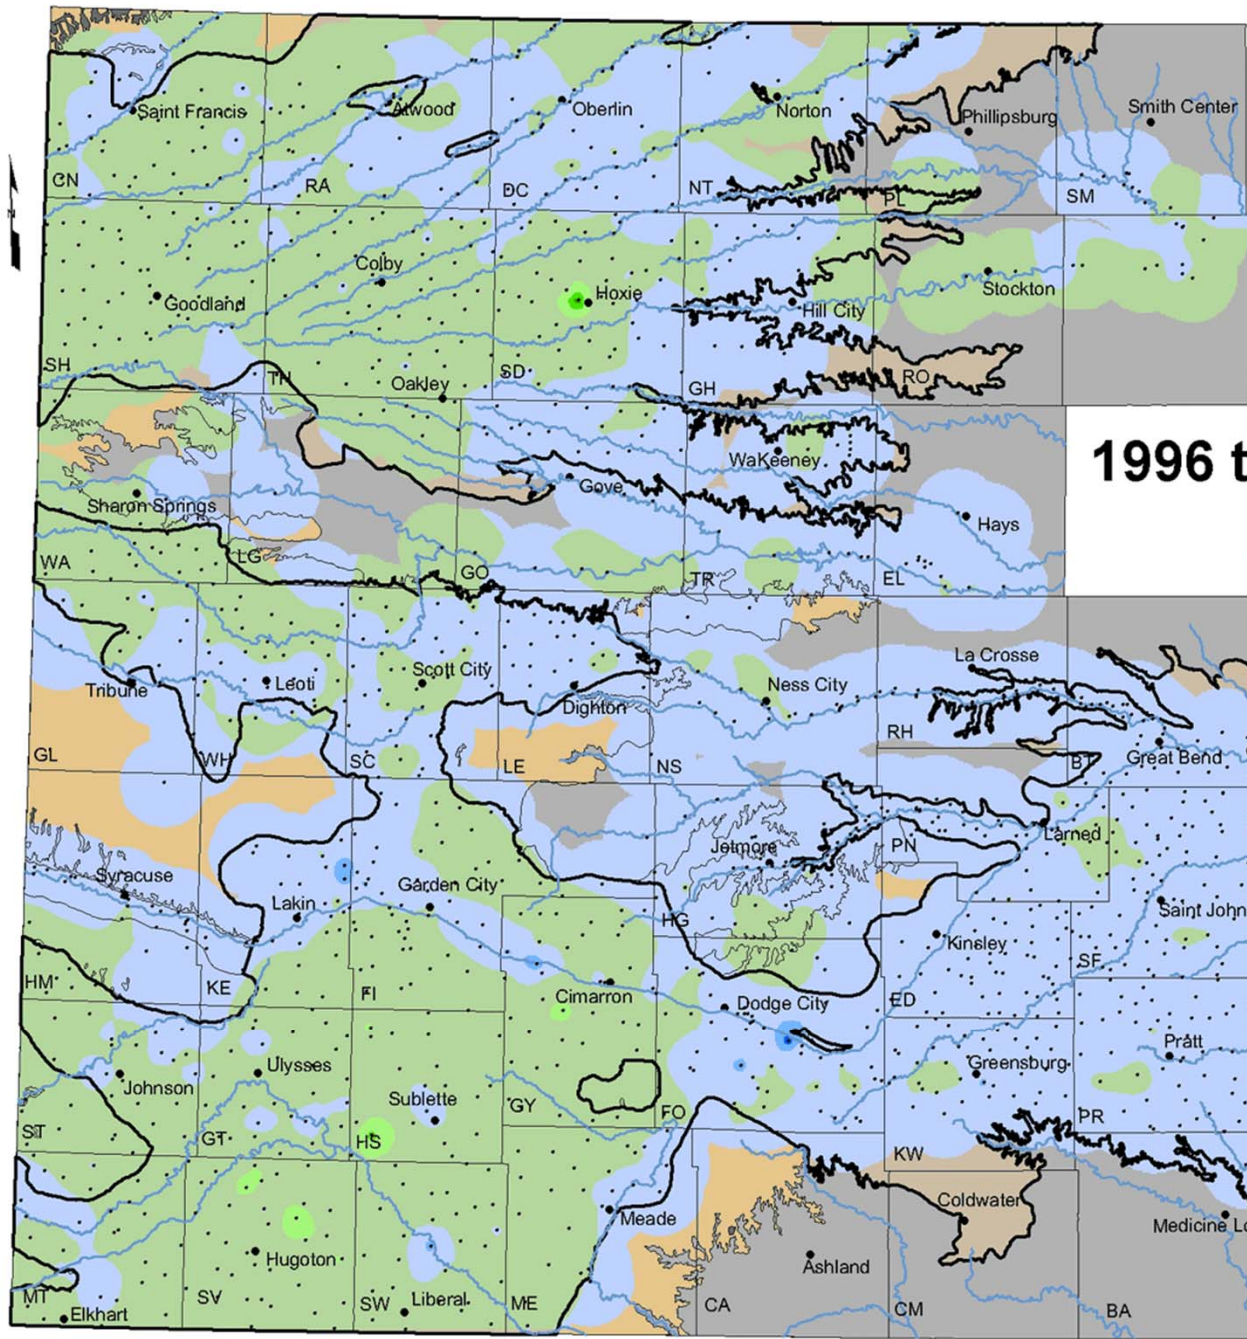 Saint Francis
Atwood
Oberlin
Norton
Phillipsburg
Smith Center
CN
RA
DC
NT
PL
SM
N
Goodland
Colby
Hoxie
Hill City
Stockton
SH
TH
Oakley
SD
GH
RO
1996 t
Sharon Springs
Gove
WaKeeney
Hays
WA
LG
GO
TR
EL
Tribune
Leoti
Scott City
Dighton
Ness City
La Crosse
GL
WH
SC
LE
NS
RH
BT
Great Bend
Syracuse
Lakin
Garden City
Jetmore
PN
Larned
Saint John
HM
KE
FI
Cimarron
HG
Dodge City
Kinsley
ED
SF
Johnson
Ulysses
Sublette
Greensburg
Pratt
ST
GT
HS
GY
FO
KW
PR
Hugoton
Meade
Coldwater
Medicine Lo
MT
Elkhart
SV
SW
Liberal
ME
CA
Ashland
CM
BA